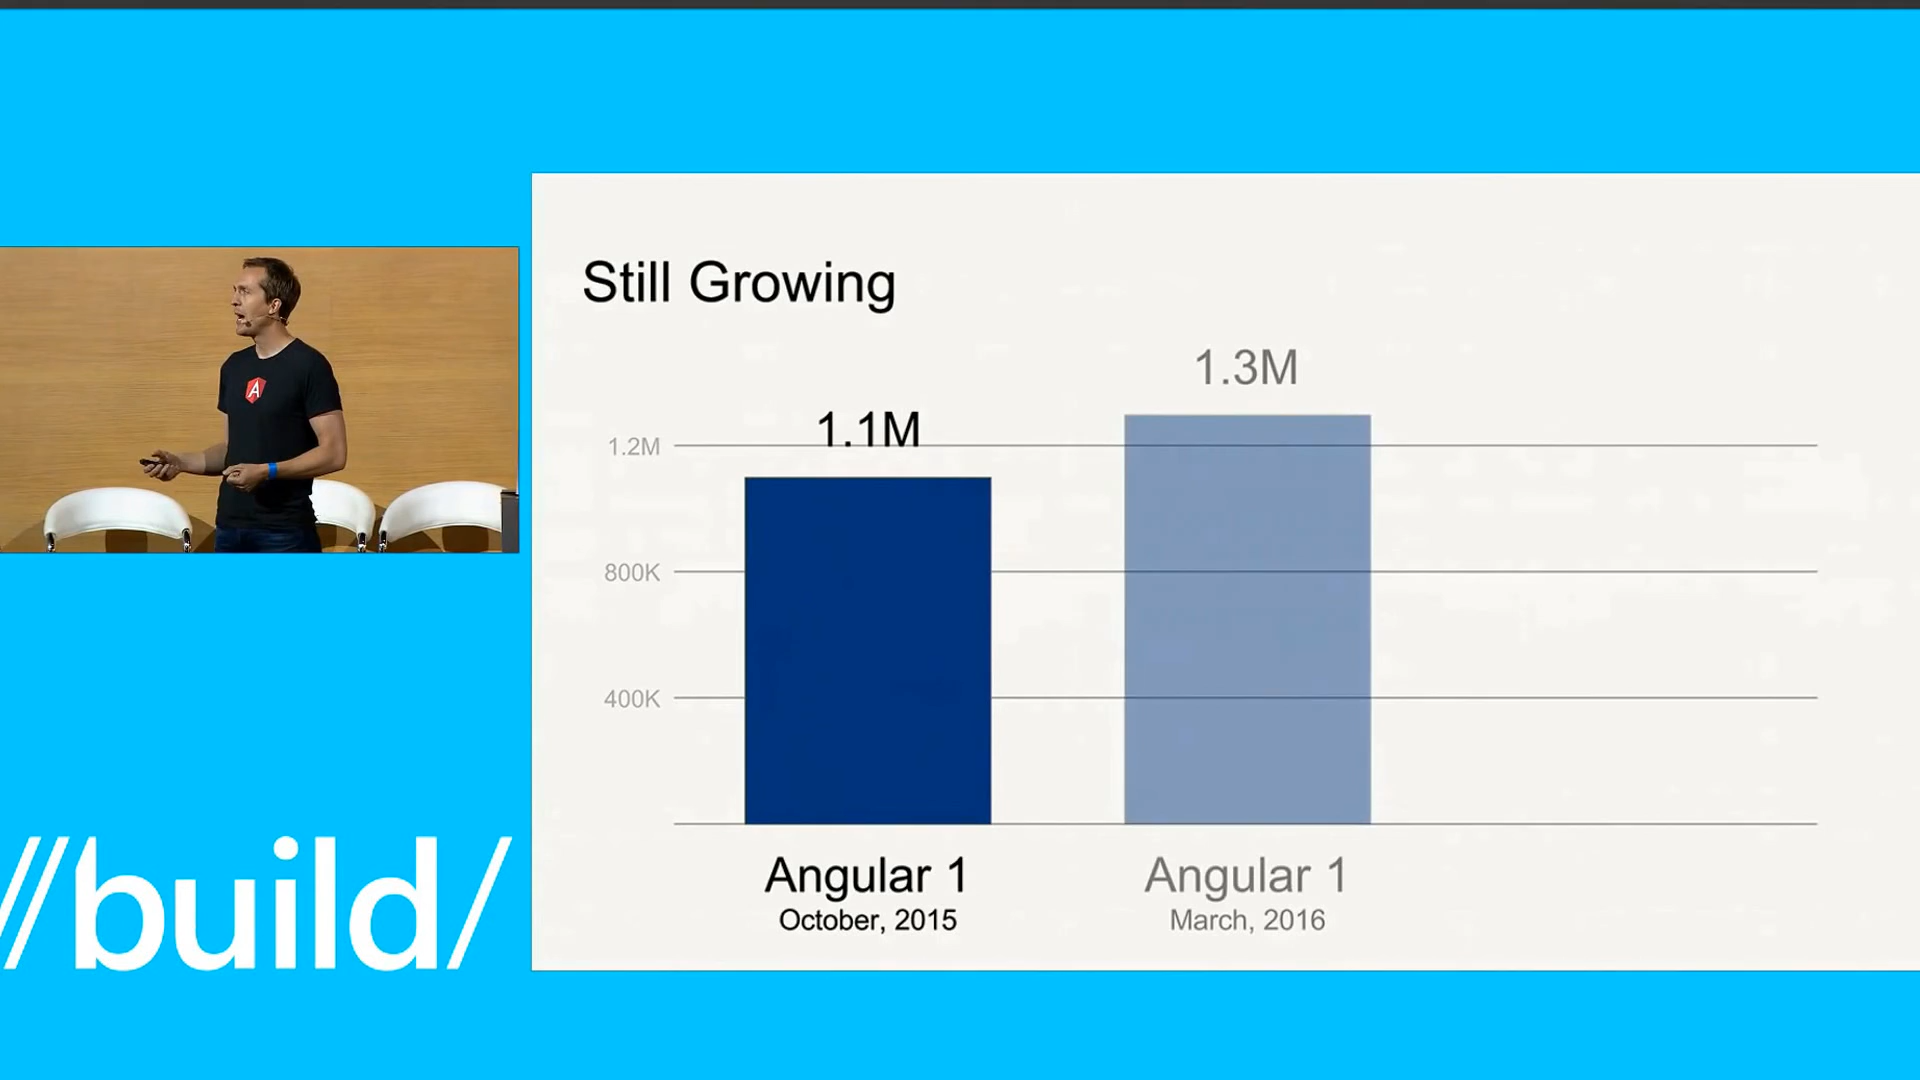 Still Growing
1.3M
1.1M
1.2M
800K
400K
Angular 1
October, 2015
Angular 1
March, 2016
A
//build/